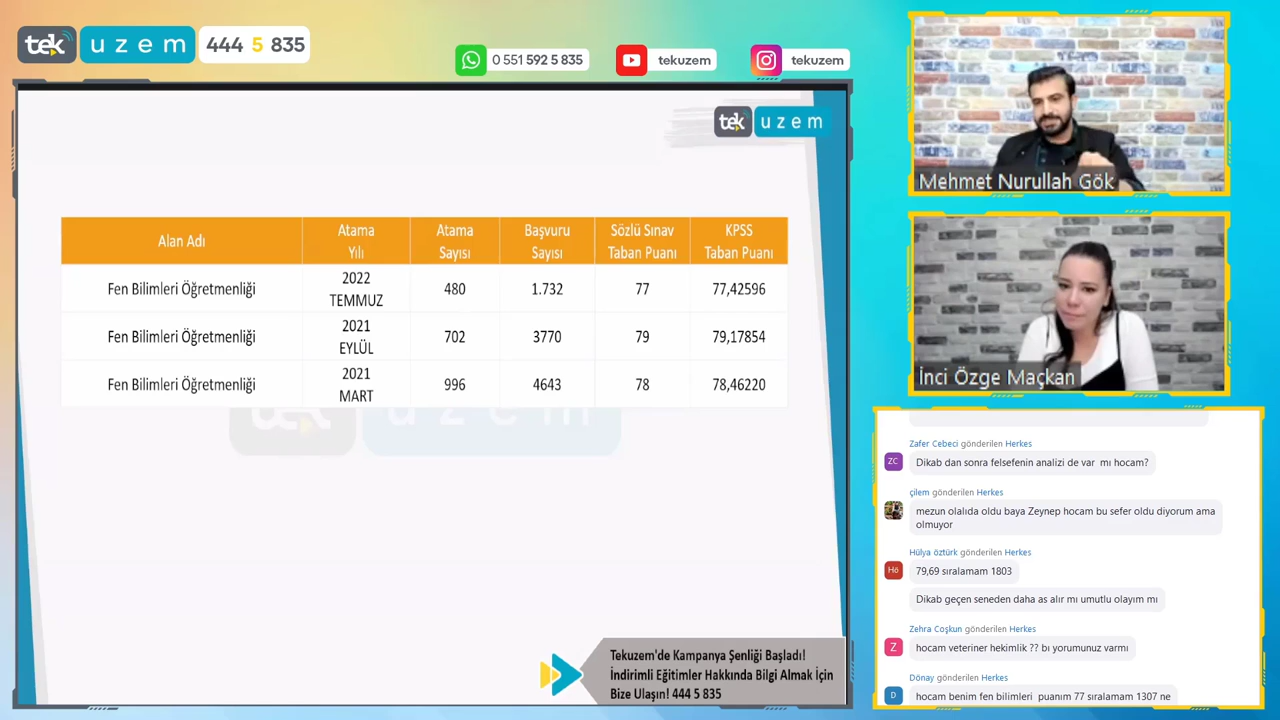 tek uzem 444 5 835
0 551 592 5 835
tekuzem
tekuzem
tek uzem
Alan Adı
Atama Yılı
Atama Sayısı
Başvuru Sayısı
Sözlü Sınav Taban Puanı
KPSS Taban Puanı
Fen Bilimleri Öğretmenliği 2022 TEMMUZ 480 1.732 77 77,42596
Fen Bilimleri Öğretmenliği 2021 EYLÜL 702 3770 79 79,17854
Fen Bilimleri Öğretmenliği 2021 MART 996 4643 78 78,46220
tek uzem
Tekuzem'de Kampanya Şenliği Başladı!
İndirimli Eğitimler Hakkında Bilgi Almak İçin
Bize Ulaşın! 444 5 835
Mehmet Nurullah Gök
İnci Özge Maçkan
Zafer Cebeci gönderilen Herkes
ZC
Dikab dan sonra felsefenin analizi de var mı hocam?
çilem gönderilen Herkes
mezun olalıda oldu baya Zeynep hocam bu sefer oldu diyorum ama
olmuyor
Hülya öztürk gönderilen Herkes
Hö
79,69 sıralamam 1803
Dikab geçen seneden daha as alır mı umutlu olayım mı
Zehra Coşkun gönderilen Herkes
Z
hocam veteriner hekimlik ?? bı yorumunuz varmı
Dönay gönderilen Herkes
D
hocam benim fen bilimleri puanım 77 sıralamam 1307 ne